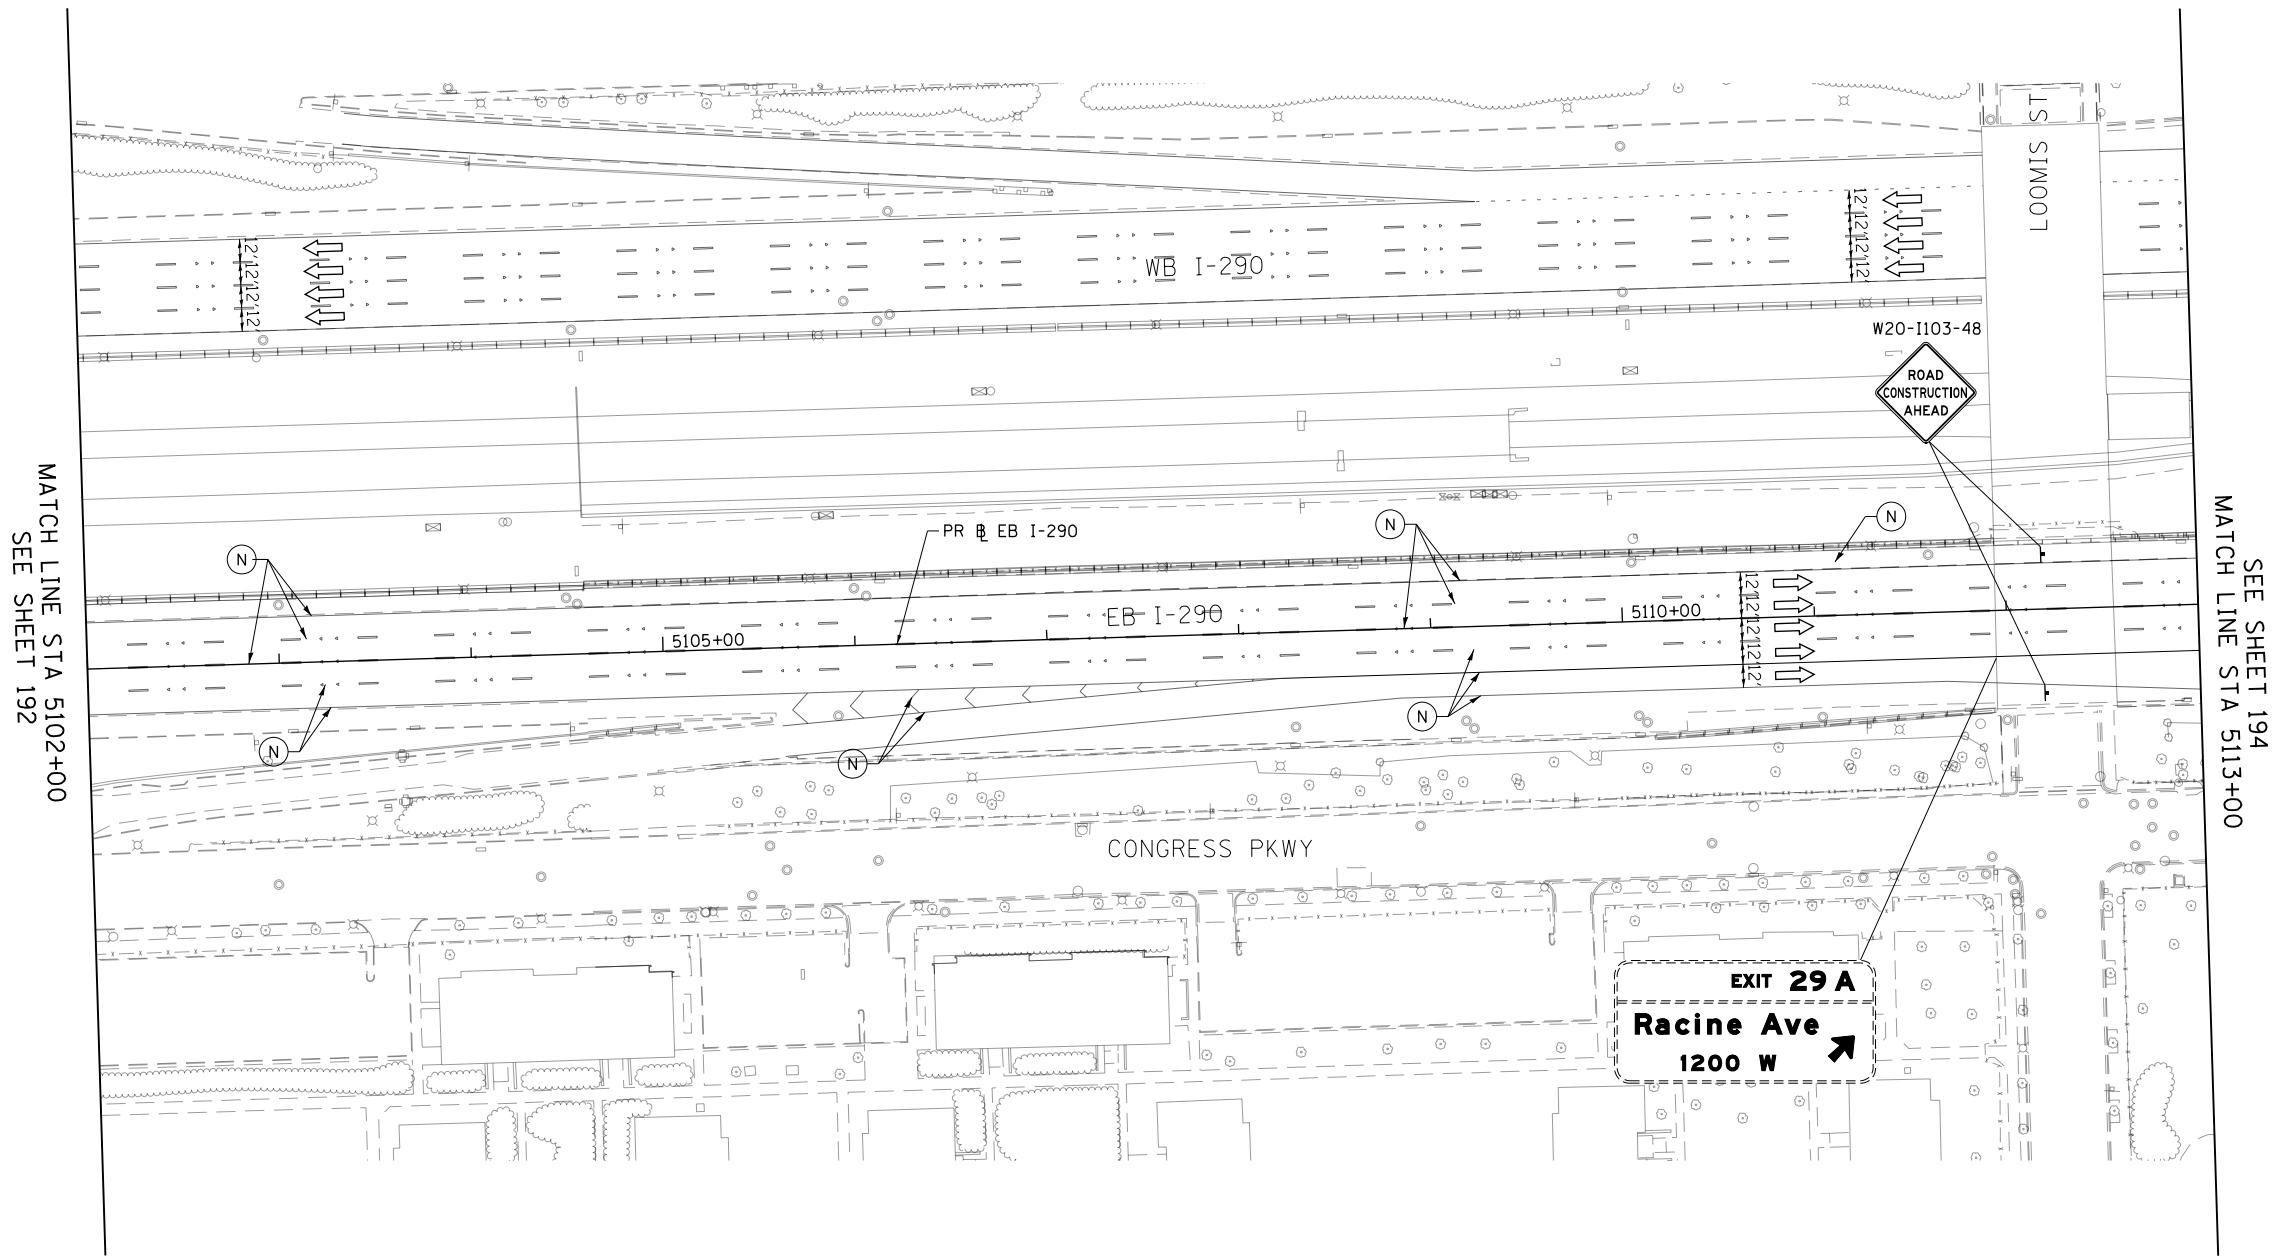 LOOMIS ST
12'12'12'12'
WB I-290
12'12'12'12'
W20-I103-48
ROAD
CONSTRUCTION
AHEAD
MATCH LINE STA 5102+00
SEE SHEET 192
SEE SHEET 194
MATCH LINE STA 5113+00
N
PR BL EB I-290
N
N
12'12'12'12'12'
EB I-290
5105+00
5110+00
N
N
N
CONGRESS PKWY
EXIT 29 A
Racine Ave
1200 W